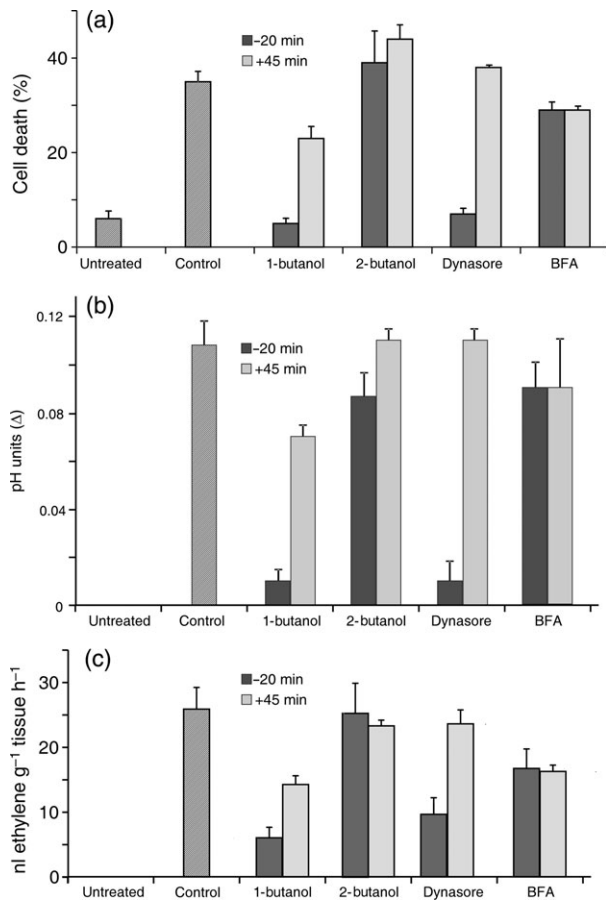 (a)
Cell death (%)
40
20
0
−20 min
+45 min
Untreated Control 1-butanol 2-butanol Dynasore BFA
(b)
pH units (Δ)
0.12
0.08
0.04
0
−20 min
+45 min
Untreated Control 1-butanol 2-butanol Dynasore BFA
(c)
nl ethylene g⁻¹ tissue h⁻¹
30
20
10
0
−20 min
+45 min
Untreated Control 1-butanol 2-butanol Dynasore BFA